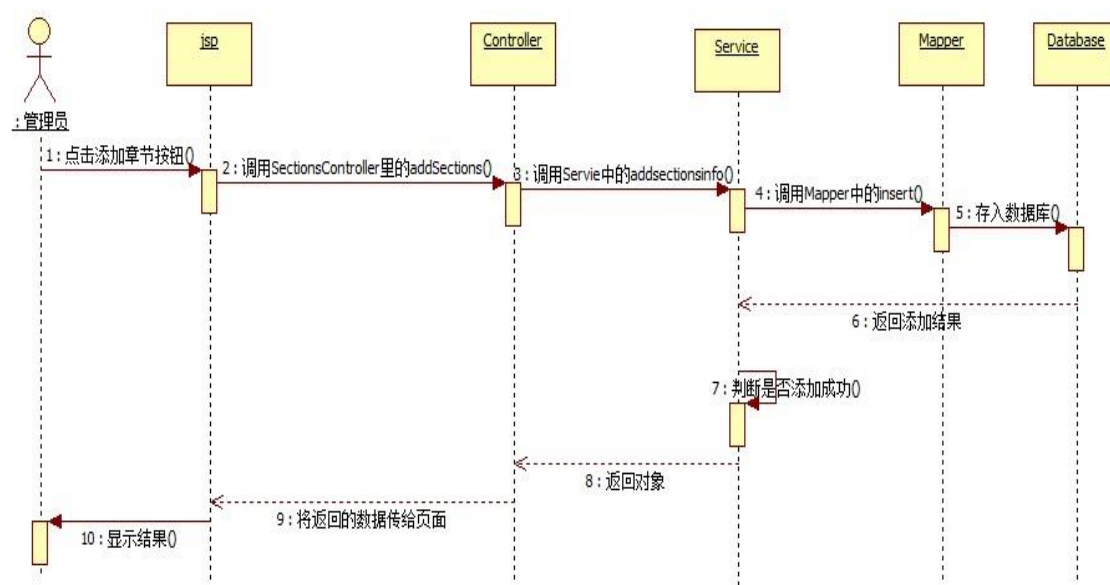 jsp
Controller
Service
Mapper
Database
:管理员
1 : 点击添加章节按钮()
2 : 调用SectionsController里的addSections()
3 : 调用Servie中的addsectionsinfo()
4 : 调用Mapper中的insert()
5 : 存入数据库()
6 : 返回添加结果
7 : 判断是否添加成功()
8 : 返回对象
9 : 将返回的数据传给页面
10 : 显示结果()